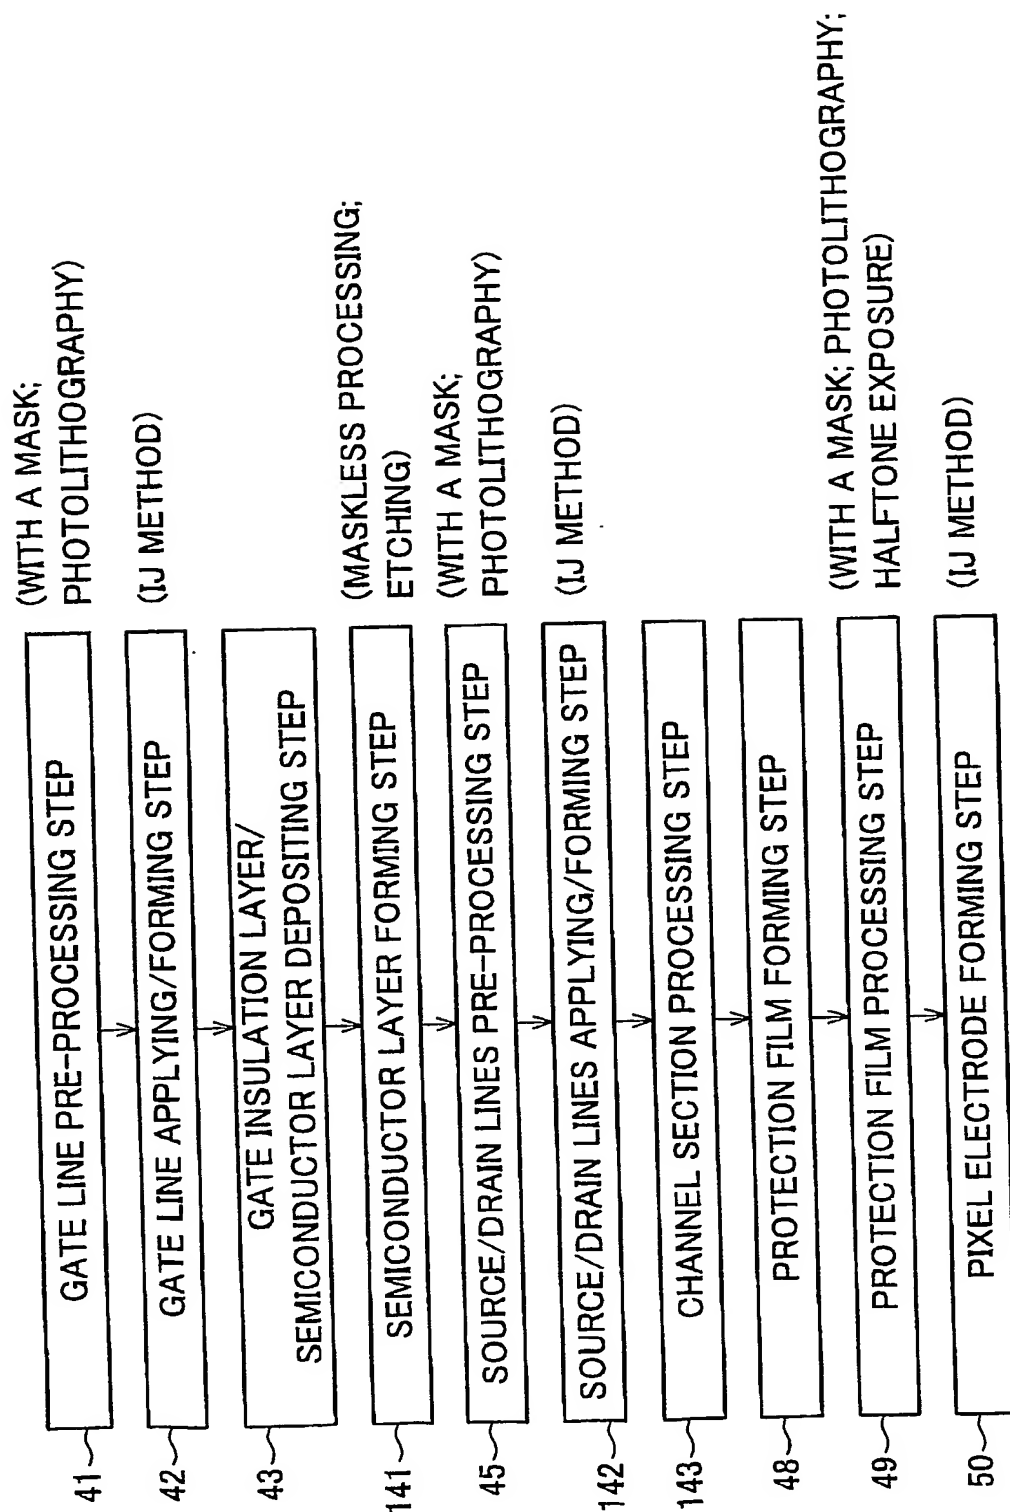 41
GATE LINE PRE-PROCESSING STEP
(WITH A MASK;
PHOTOLITHOGRAPHY)
42
GATE LINE APPLYING/FORMING STEP
(IJ METHOD)
43
GATE INSULATION LAYER/
SEMICONDUCTOR LAYER DEPOSITING STEP
141
SEMICONDUCTOR LAYER FORMING STEP
(MASKLESS PROCESSING;
ETCHING)
45
SOURCE/DRAIN LINES PRE-PROCESSING STEP
(WITH A MASK;
PHOTOLITHOGRAPHY)
142
SOURCE/DRAIN LINES APPLYING/FORMING STEP
(IJ METHOD)
143
CHANNEL SECTION PROCESSING STEP
48
PROTECTION FILM FORMING STEP
49
PROTECTION FILM PROCESSING STEP
(WITH A MASK; PHOTOLITHOGRAPHY;
HALFTONE EXPOSURE)
50
PIXEL ELECTRODE FORMING STEP
(IJ METHOD)